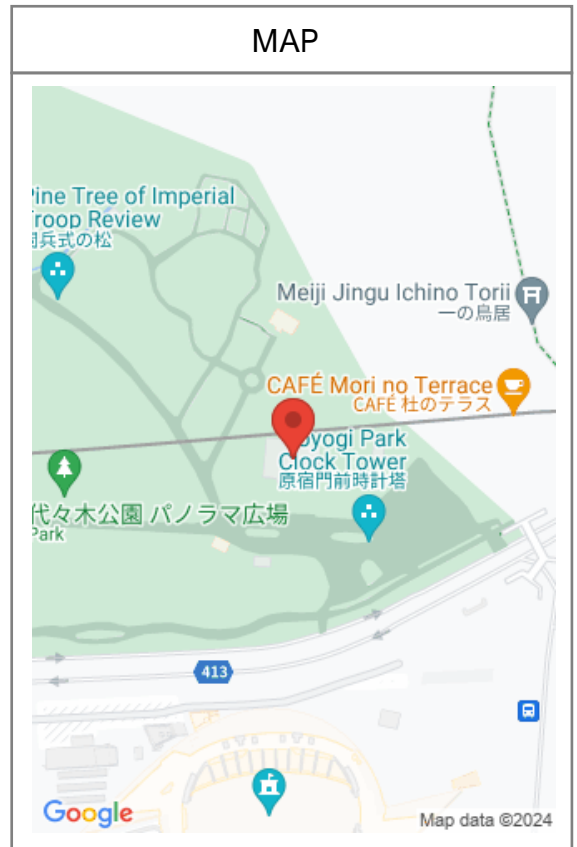 MAP
Pine Tree of Imperial
Troop Review
閲兵式の松
Meiji Jingu Ichino Torii
一の鳥居
CAFÉ Mori no Terrace
CAFÉ 杜のテラス
oyogi Park
Clock Tower
原宿門前時計塔
代々木公園 パノラマ広場
Park
413
Google
Map data ©2024